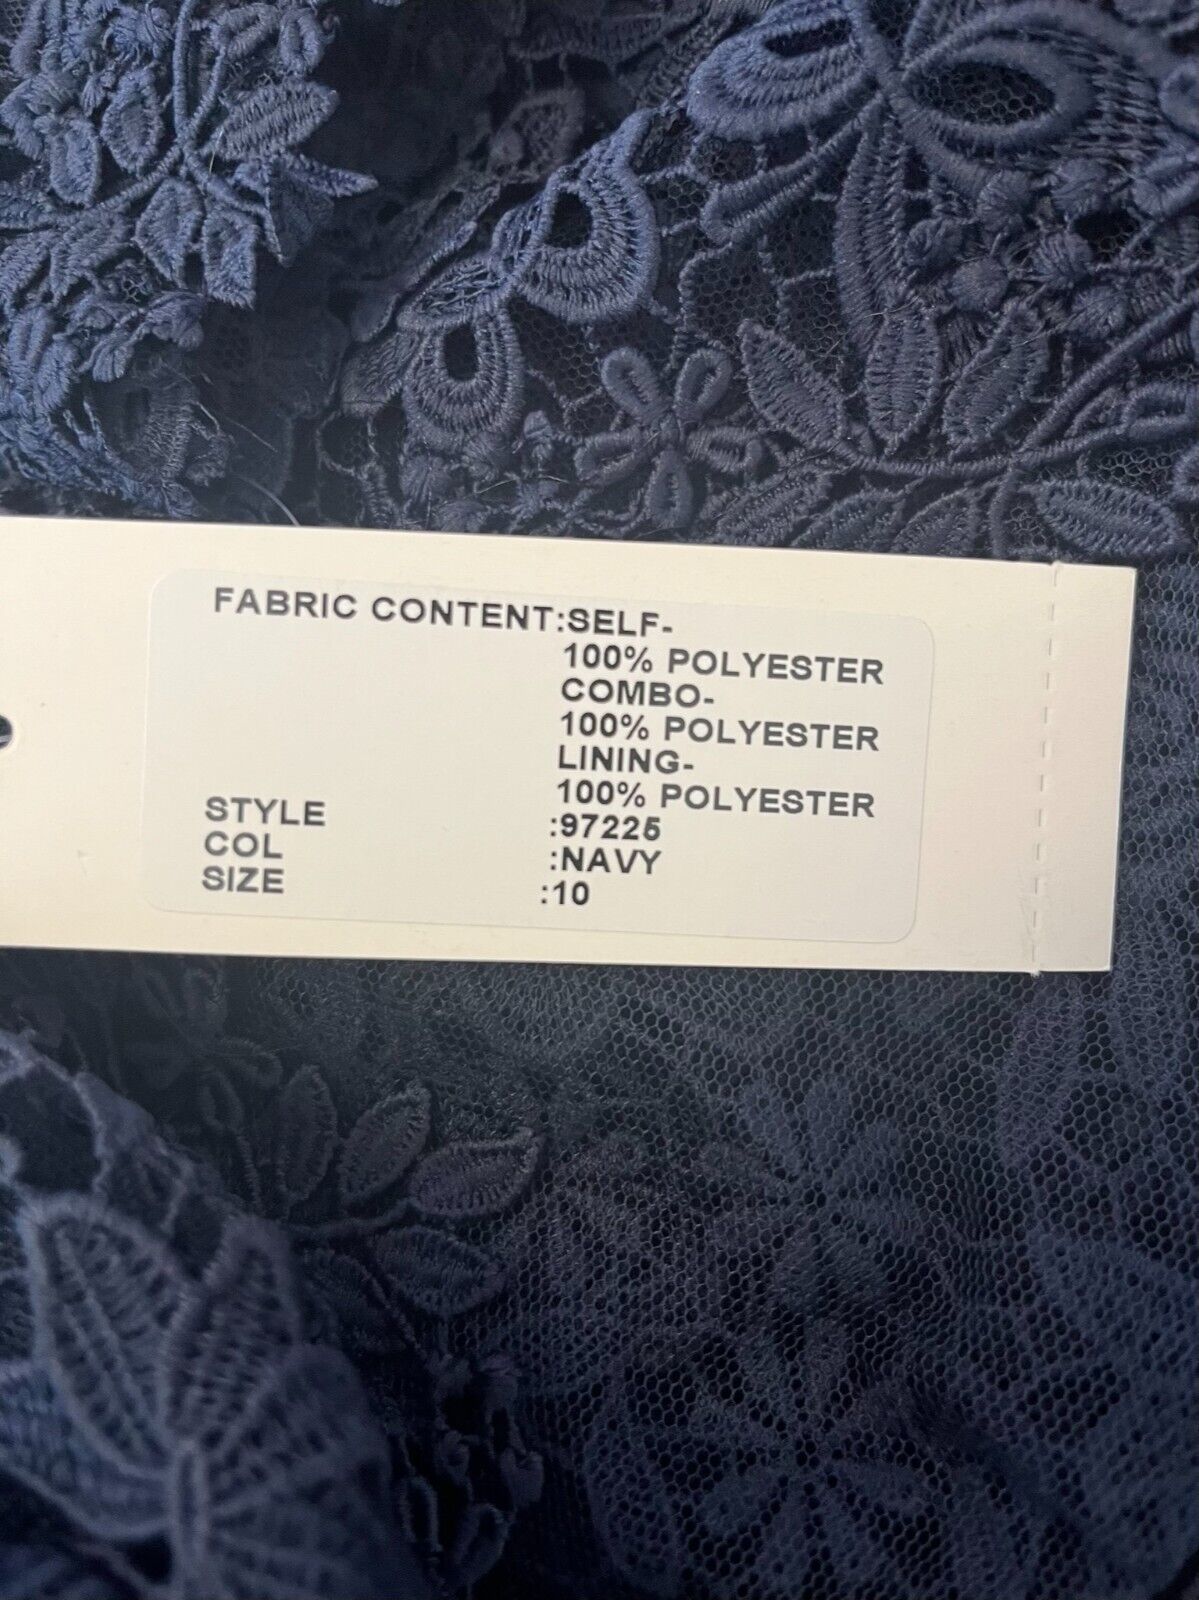 FABRIC CONTENT:SELF-
100% POLYESTER
COMBO-
100% POLYESTER
LINING-
100% POLYESTER
STYLE :97225
COL :NAVY
SIZE :10